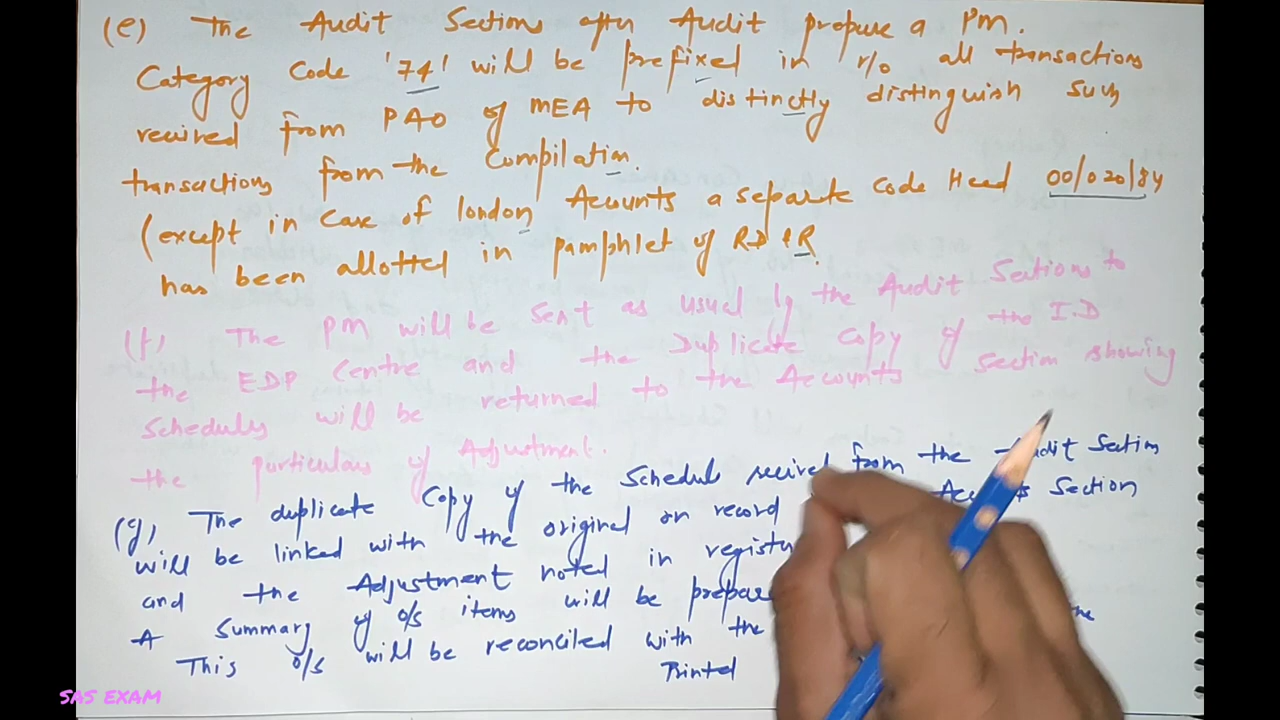 (e) The Audit Sections after Audit prepare a PM.
Category Code '74' will be prefixed in r/o all transactions
received from PAO of MEA to distinctly distinguish such
transactions from the Compilation.
(except in Case of london Accounts a separate Code Head 00/020/84
has been allotted in pamphlet of RD &R.
(f) The PM will be sent as usual by the Audit Sections to
the EDP Centre and the Duplicate Copy of the I.D
Schedules will be returned to the Accounts Section showing
the particulars of Adjustment.
(g) The duplicate Copy of the Schedule received from the Audit Section
will be linked with the original on record Section
and the Adjustment noted in
A Summary of o/s items will be the
This o/s will be reconciled with the
Printed
SAS EXAM